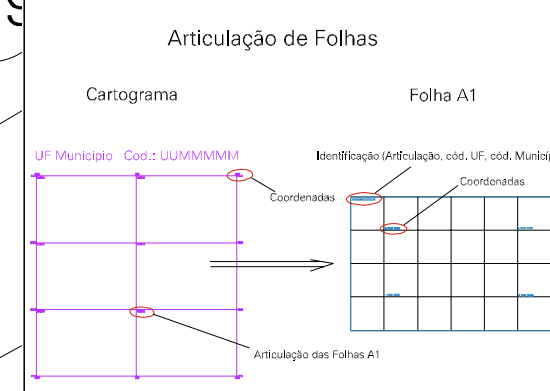 Articulação de Folhas
Cartograma
Folha A1
UF Municipio Cod.: UUMMMMM
Identificação (Articulação, cód. UF, cód.
Coordenadas
Coordenadas
Articulação das Folhas A1